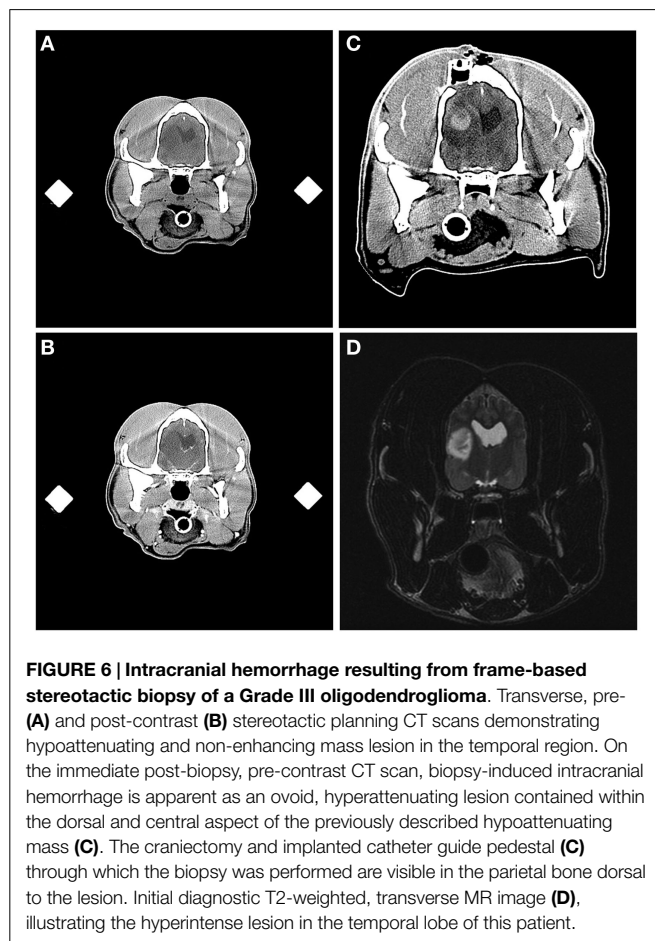 A
C
B
D
FIGURE 6 | Intracranial hemorrhage resulting from frame-based
stereotactic biopsy of a Grade III oligodendroglioma. Transverse, pre-
(A) and post-contrast (B) stereotactic planning CT scans demonstrating
hypoattenuating and non-enhancing mass lesion in the temporal region. On
the immediate post-biopsy, pre-contrast CT scan, biopsy-induced intracranial
hemorrhage is apparent as an ovoid, hyperattenuating lesion contained within
the dorsal and central aspect of the previously described hypoattenuating
mass (C). The craniectomy and implanted catheter guide pedestal (C)
through which the biopsy was performed are visible in the parietal bone dorsal
to the lesion. Initial diagnostic T2-weighted, transverse MR image (D),
illustrating the hyperintense lesion in the temporal lobe of this patient.